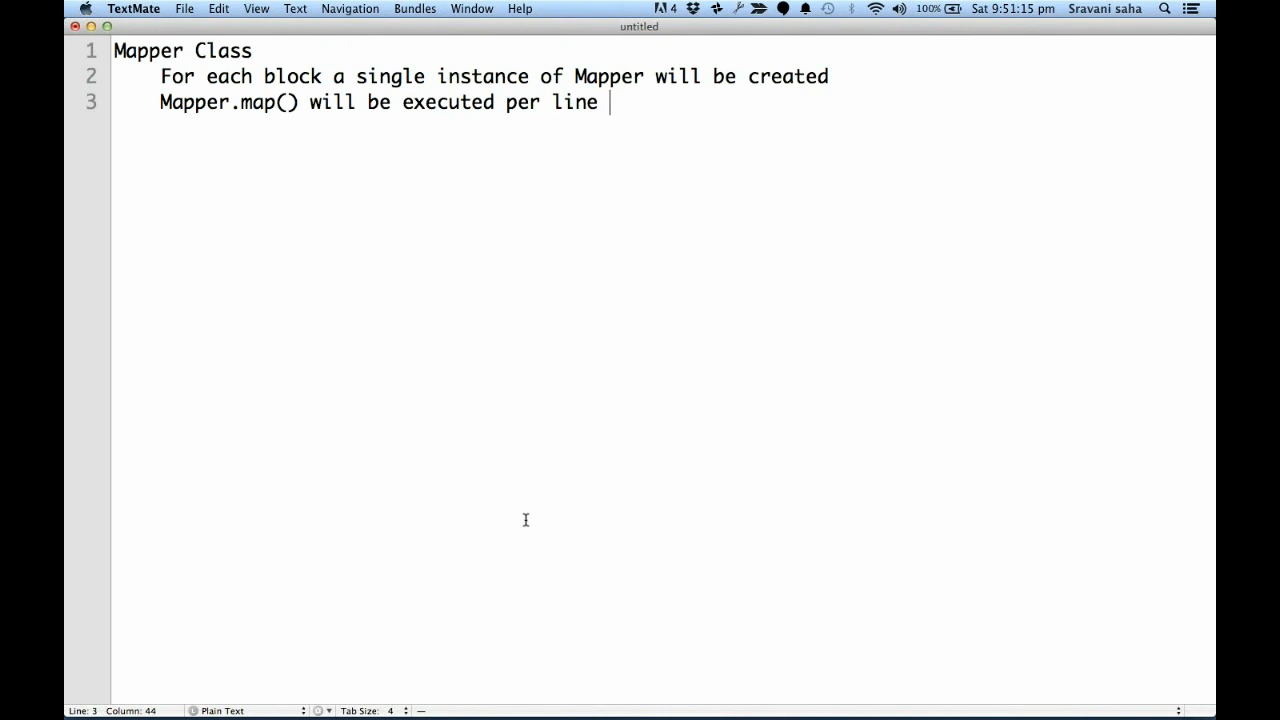 TextMate File Edit View Text Navigation Bundles Window Help 4 100% Sat 9:51:15 pm Sravani saha
untitled
1 Mapper Class
2 For each block a single instance of Mapper will be created
3 Mapper.map() will be executed per line
Line: 3 Column: 44 Plain Text Tab Size: 4 —